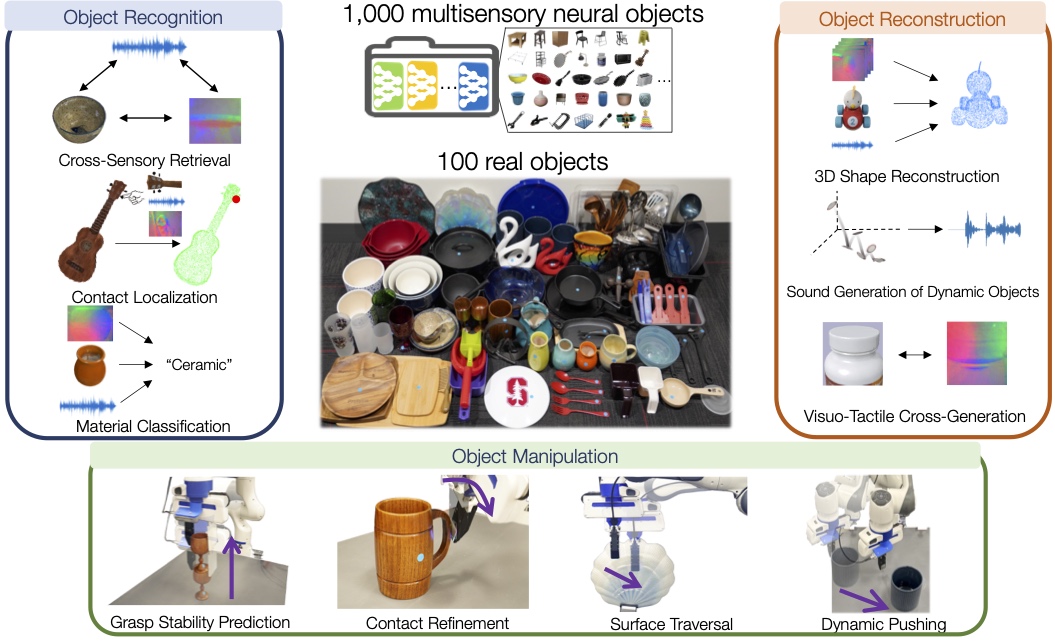 Object Recognition
Cross-Sensory Retrieval
Contact Localization
“Ceramic”
Material Classification
1,000 multisensory neural objects
...
...
100 real objects
S
Object Reconstruction
3D Shape Reconstruction
Sound Generation of Dynamic Objects
Visuo-Tactile Cross-Generation
Object Manipulation
Grasp Stability Prediction
Contact Refinement
Surface Traversal
Dynamic Pushing